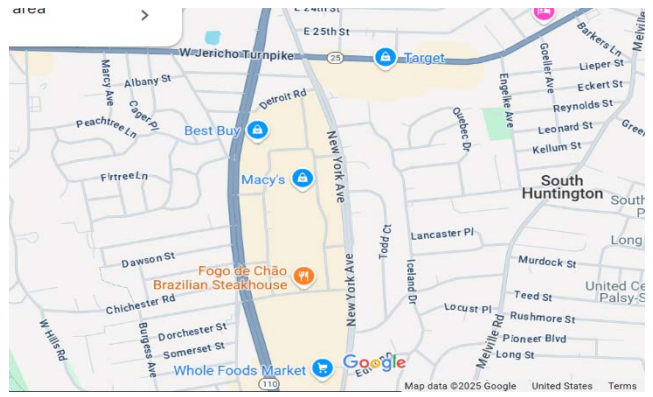 area
E 24th St
E 25th St
W Jericho Turnpike
25
Target
Barkers Ln
Melville
Goeller Ave
Engelke Ave
Lieper St
Eckert St
Reynolds St
Leonard St
Kellum St
Marcy Ave
Albany St
Cager Pl
Peachtree Ln
Firtree Ln
Detroit Rd
Best Buy
Macy's
New York Ave
Quebec Dr
South
Huntington
Lancaster Pl
Todd Ct
Iceland Dr
Long
Murdock St
Dawson St
Fogo de Chão
Brazilian Steakhouse
Chichester Rd
New York Ave
United Ce
Palsy-S
Teed St
Locust Pl
Rushmore St
Pioneer Blvd
Long St
Melville Rd
W Hills Rd
Burgess Ave
Dorchester St
Somerset St
Whole Foods Market
110
Google
Map data ©2025 Google
United States
Terms